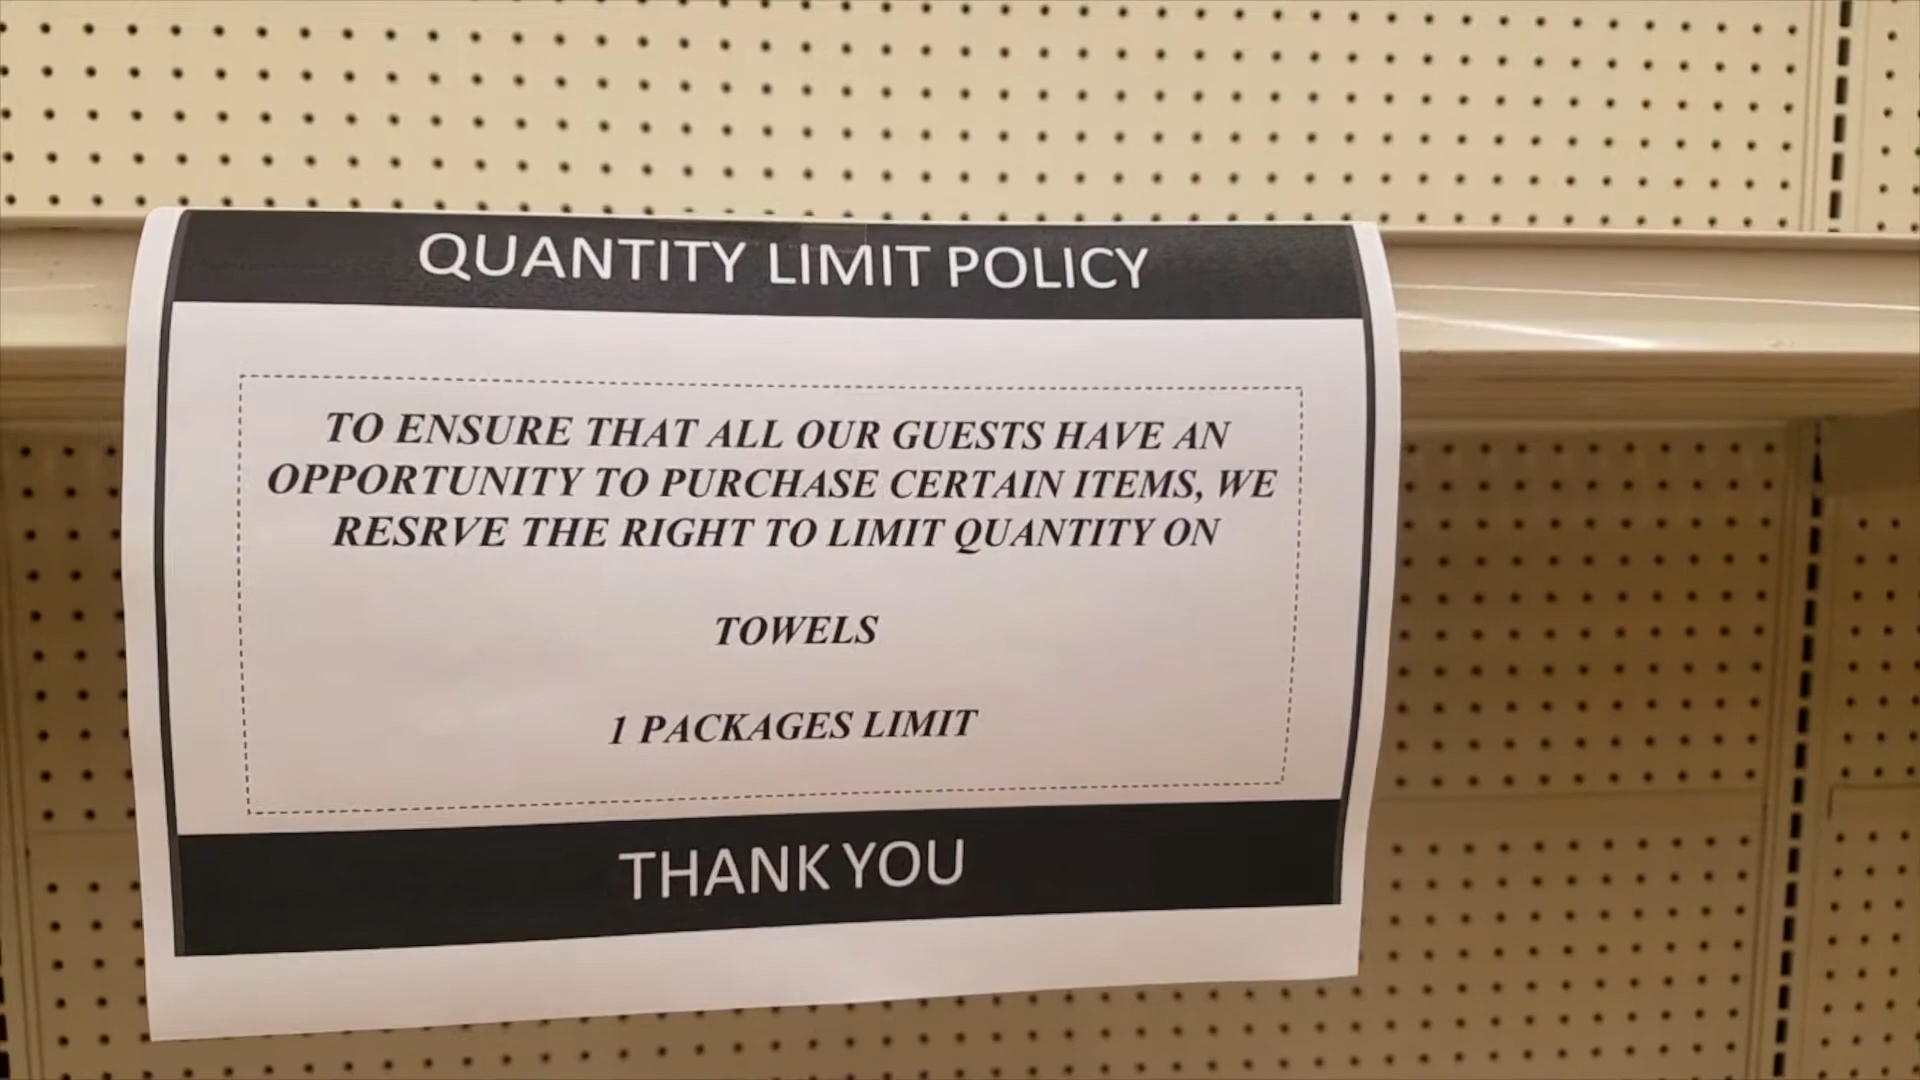 QUANTITY LIMIT POLICY
TO ENSURE THAT ALL OUR GUESTS HAVE AN
OPPORTUNITY TO PURCHASE CERTAIN ITEMS, WE
RESRVE THE RIGHT TO LIMIT QUANTITY ON
TOWELS
1 PACKAGES LIMIT
THANK YOU